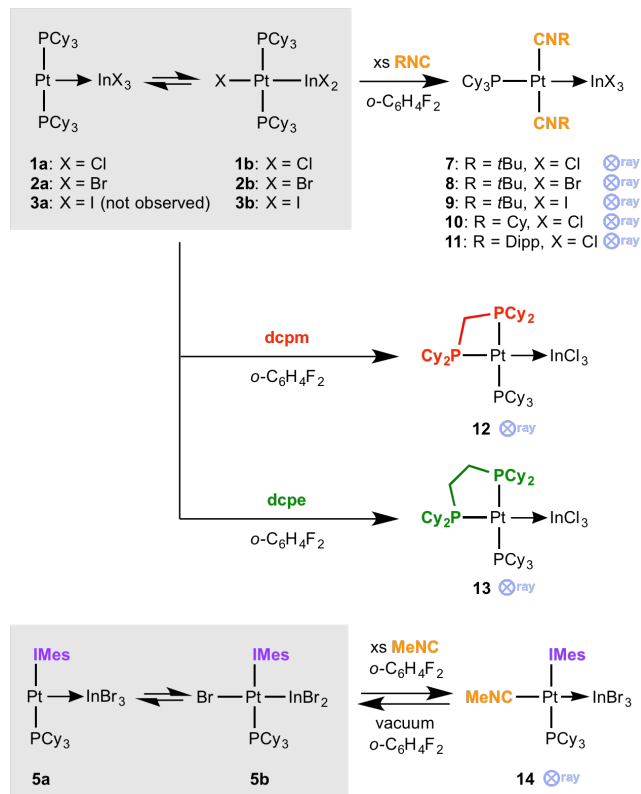 PCy3 PCy3 CNR
Pt InX3 X Pt InX2 xs RNC Cy3P Pt InX3
o-C6H4F2
PCy3 PCy3 CNR
1a: X = Cl 1b: X = Cl 7: R = tBu, X = Cl ray
2a: X = Br 2b: X = Br 8: R = tBu, X = Br ray
3a: X = I (not observed) 3b: X = I 9: R = tBu, X = I ray
10: R = Cy, X = Cl ray
11: R = Dipp, X = Cl ray
PCy2
dcpm Cy2P Pt InCl3
o-C6H4F2
PCy3
12 ray
PCy2
dcpe Cy2P Pt InCl3
o-C6H4F2
PCy3
13 ray
IMes IMes xs MeNC IMes
o-C6H4F2
Pt InBr3 Br Pt InBr2 MeNC Pt InBr3
vacuum
PCy3 PCy3 o-C6H4F2 PCy3
5a 5b 14 ray